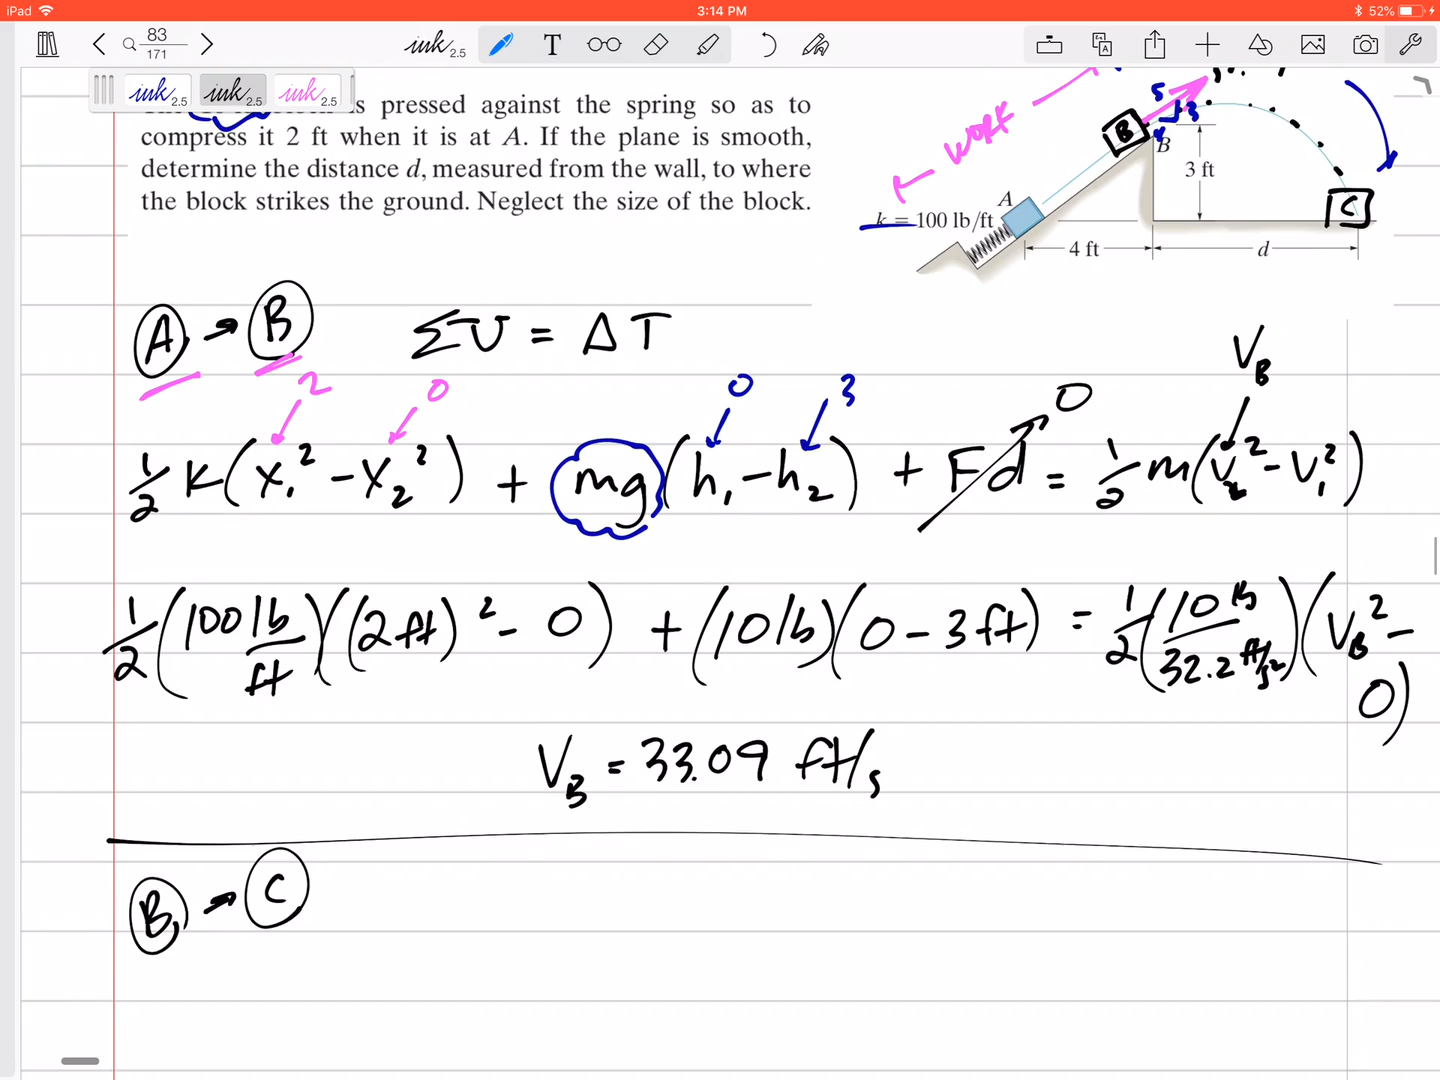 iPad 3:14 PM 52%
83
171
ink 2.5 T
ink 2.5 ink 2.5 ink 2.5
s pressed against the spring so as to
compress it 2 ft when it is at A. If the plane is smooth,
determine the distance d, measured from the wall, to where
the block strikes the ground. Neglect the size of the block.
WORK
5
3
4
B
B
3 ft
A
C
k = 100 lb/ft
4 ft
d
A → B ΣU = ΔT
V_B
2 0 0 3 0
½ k(x₁² - x₂²) + mg(h₁ - h₂) + Fd = ½ m(V₂² - V₁²)
½ (100 lb/ft)((2ft)² - 0) + (10 lb)(0 - 3 ft) = ½ (10 lb/32.2 ft/s²)(V_B² -
0)
V_B = 33.09 ft/s
B → C